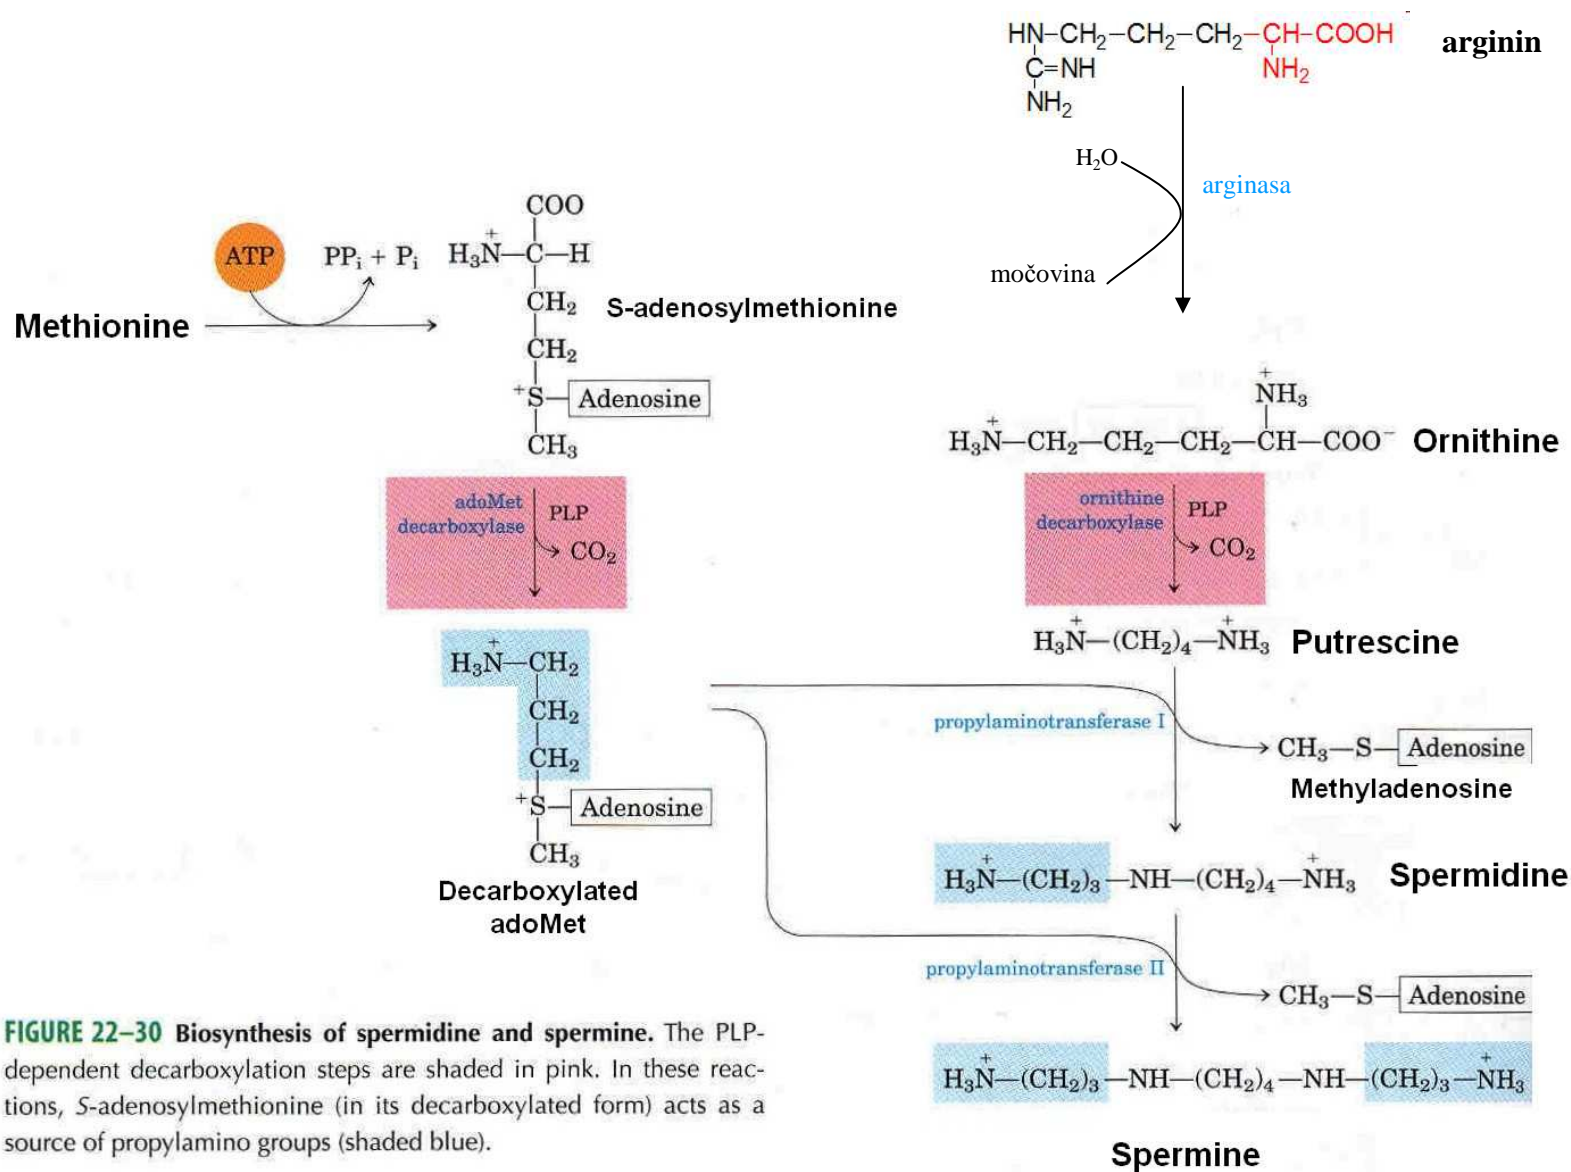 HN-CH₂-CH₂-CH₂-CH-COOH
arginin
C=NH
NH₂
NH₂
H₂O
arginasa
močovina
ATP
PPᵢ + Pᵢ
COO
H₃N⁺—C—H
CH₂
CH₂
⁺S—Adenosine
CH₃
S-adenosylmethionine
Methionine
adoMet
decarboxylase
PLP
CO₂
H₃N⁺—CH₂
CH₂
CH₂
⁺S—Adenosine
CH₃
Decarboxylated
adoMet
⁺NH₃
H₃N⁺—CH₂—CH₂—CH₂—CH—COO⁻
Ornithine
ornithine
decarboxylase
PLP
CO₂
H₃N⁺—(CH₂)₄—N⁺H₃
Putrescine
propylaminotransferase I
CH₃—S—Adenosine
Methyladenosine
H₃N⁺—(CH₂)₃—NH—(CH₂)₄—N⁺H₃
Spermidine
propylaminotransferase II
CH₃—S—Adenosine
H₃N⁺—(CH₂)₃—NH—(CH₂)₄—NH—(CH₂)₃—N⁺H₃
Spermine
FIGURE 22–30 Biosynthesis of spermidine and spermine. The PLP-
dependent decarboxylation steps are shaded in pink. In these reac-
tions, S-adenosylmethionine (in its decarboxylated form) acts as a
source of propylamino groups (shaded blue).